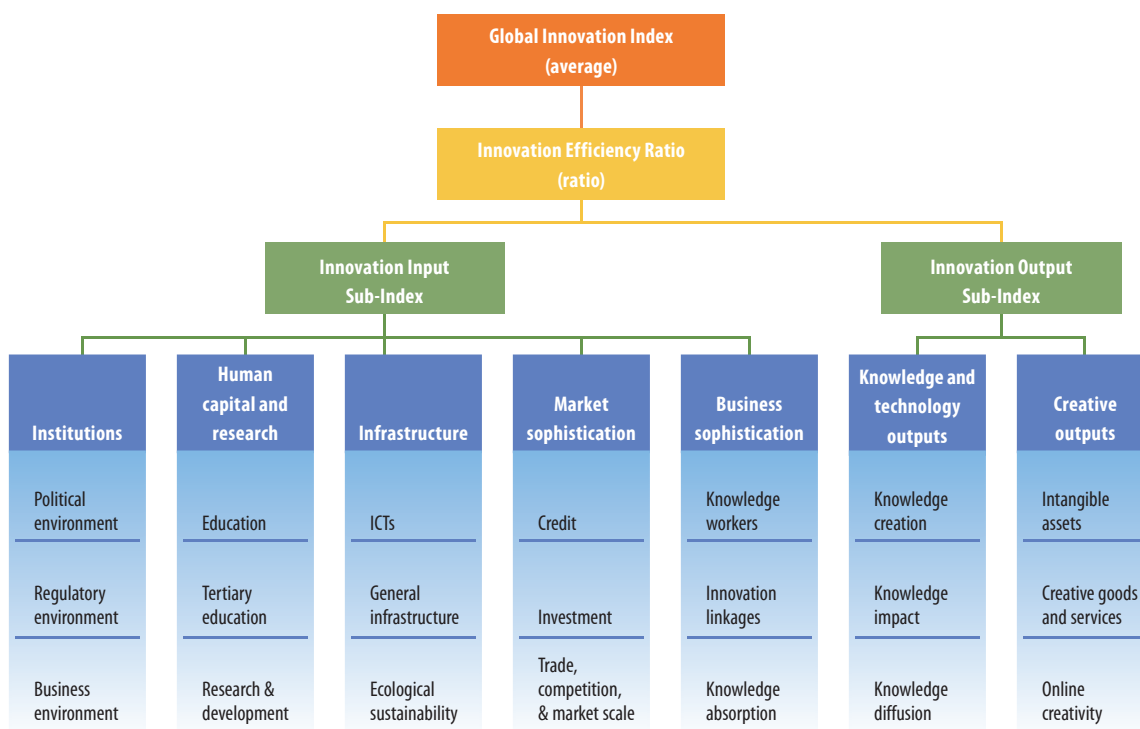 Global Innovation Index
(average)
Innovation Efficiency Ratio
(ratio)
Innovation Input
Sub-Index
Innovation Output
Sub-Index
Institutions
Human
capital and
research
Infrastructure
Market
sophistication
Business
sophistication
Knowledge and
technology
outputs
Creative
outputs
Political
environment
Education
ICTs
Credit
Knowledge
workers
Knowledge
creation
Intangible
assets
Regulatory
environment
Tertiary
education
General
infrastructure
Investment
Innovation
linkages
Knowledge
impact
Creative goods
and services
Business
environment
Research &
development
Ecological
sustainability
Trade,
competition,
& market scale
Knowledge
absorption
Knowledge
diffusion
Online
creativity